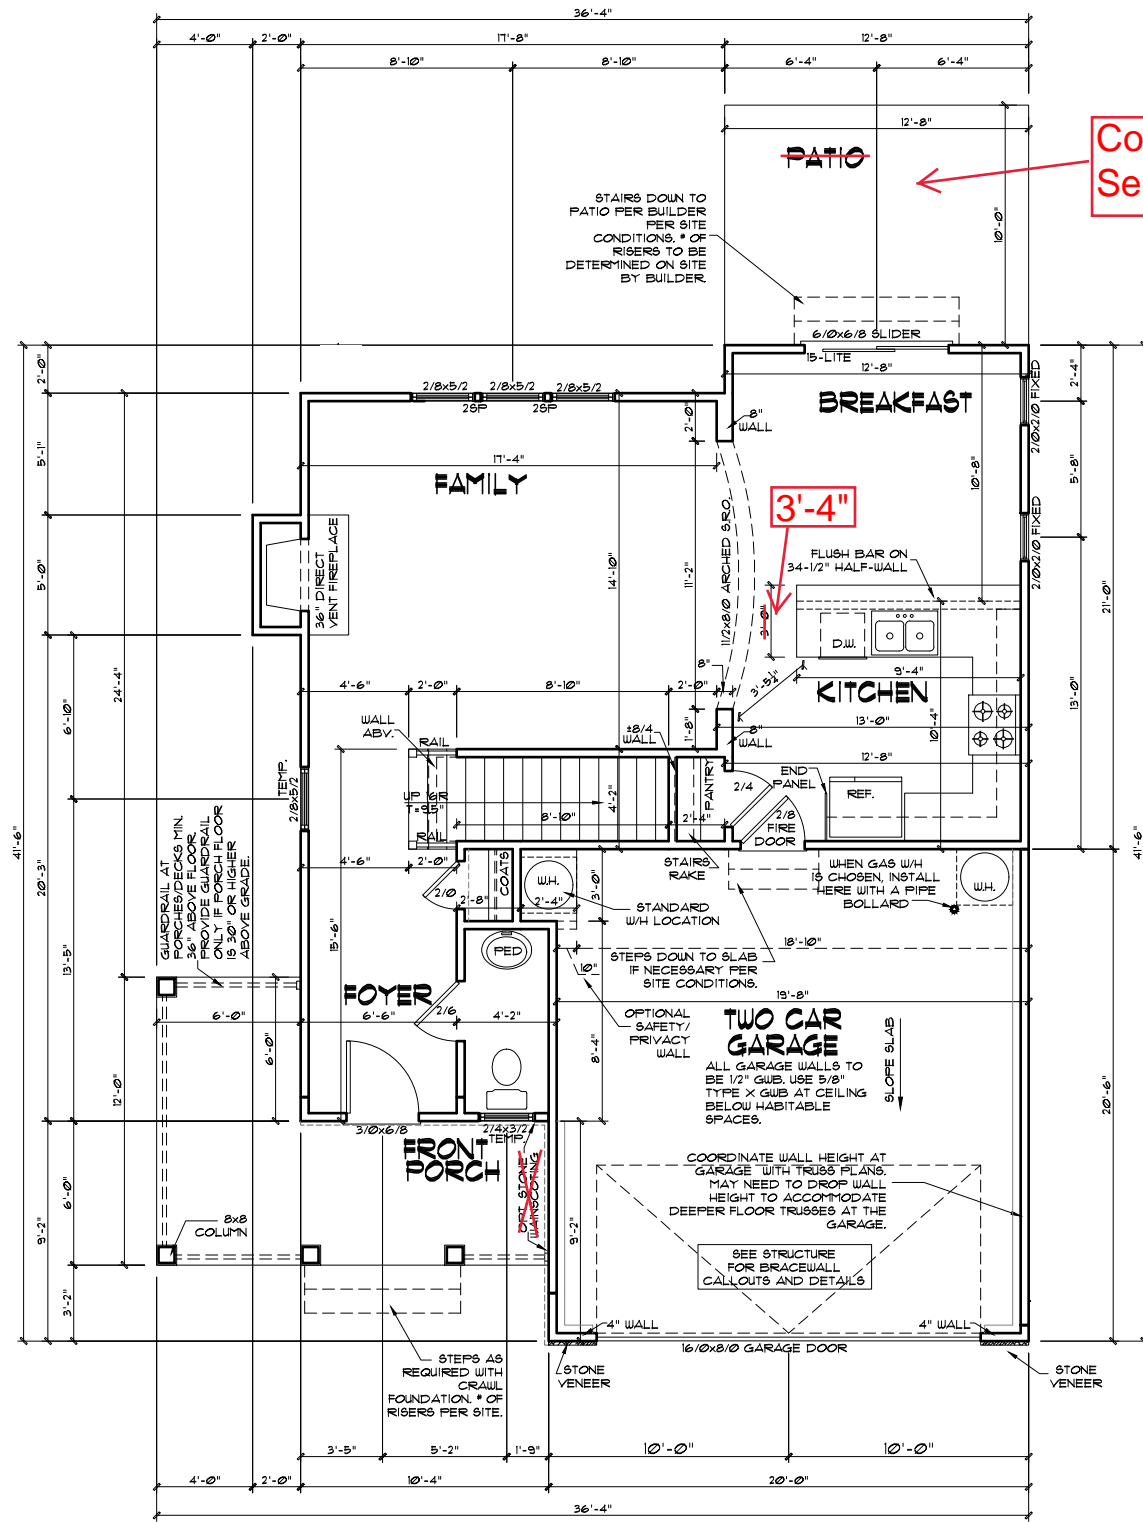 36'-4"
4'-0"
2'-0"
17'-8"
12'-8"
8'-10"
8'-10"
6'-4"
6'-4"
12'-8"
PATIO
Co
Se
10'-0"
STAIRS DOWN TO
PATIO PER BUILDER
PER SITE
CONDITIONS. # OF
RISERS TO BE
DETERMINED ON SITE
BY BUILDER.
6/0x6/8 SLIDER
15-LITE
12'-8"
2'-0"
2/8x5/2
2/8x5/2
2/8x5/2
2SP
2SP
2'-0"
8"
WALL
BREAKFAST
2/0x2/0 FIXED
2'-4"
5'-1"
17'-4"
FAMILY
10'-8"
5'-8"
3'-4"
11/2x8/0 ARCHED S.R.O.
11'-2"
14'-10"
2/0x2/0 FIXED
36" DIRECT
VENT FIREPLACE
5'-0"
FLUSH BAR ON
34-1/2" HALF-WALL
21'-0"
3'-0"
D.W.
24'-4"
4'-6"
2'-0"
8'-10"
2'-0"
8"
3'-5 1/2"
9'-4"
KITCHEN
10'-4"
13'-0"
13'-0"
6'-10"
WALL
ABV.
RAIL
±8/4
WALL
1'-8"
8"
WALL
12'-8"
TEMP.
2/8x5/2
UP 16R
8'-10"
4'-2"
PANTRY
2'-4"
2/4
END
PANEL
REF.
2/8
FIRE
DOOR
RAIL
41'-6"
20'-3"
GUARDRAIL AT
PORCHES/DECKS MIN.
36" ABOVE FLOOR.
PROVIDE GUARDRAIL
ONLY IF PORCH FLOOR
IS 30" OR HIGHER
ABOVE GRADE.
4'-6"
2'-0"
2/0
COATS
2'-8"
W.H.
2'-4"
3'-0"
STAIRS
RAKE
STANDARD
W/H LOCATION
WHEN GAS W/H
IS CHOSEN, INSTALL
HERE WITH A PIPE
BOLLARD
W.H.
41'-6"
13'-5"
15'-6"
PED
18'-10"
10"
STEPS DOWN TO SLAB
IF NECESSARY PER
SITE CONDITIONS.
19'-8"
FOYER
6'-0"
6'-6"
2/6
4'-2"
OPTIONAL
SAFETY/
PRIVACY
WALL
TWO CAR
GARAGE
SLOPE SLAB
6'-0"
8'-4"
ALL GARAGE WALLS TO
BE 1/2" GWB. USE 5/8"
TYPE X GWB AT CEILING
BELOW HABITABLE
SPACES.
12'-0"
20'-6"
3/0x6/8
2/4x3/2
TEMP.
FRONT
PORCH
OPT. STONE
WAINSCOTING
COORDINATE WALL HEIGHT AT
GARAGE WITH TRUSS PLANS.
MAY NEED TO DROP WALL
HEIGHT TO ACCOMMODATE
DEEPER FLOOR TRUSSES AT THE
GARAGE.
6'-0"
9'-2"
8x8
COLUMN
9'-2"
SEE STRUCTURE
FOR BRACEWALL
CALLOUTS AND DETAILS
3'-2"
4" WALL
4" WALL
16/0x8/0 GARAGE DOOR
STEPS AS
REQUIRED WITH
CRAWL
FOUNDATION. # OF
RISERS PER SITE.
STONE
VENEER
STONE
VENEER
3'-5"
5'-2"
1'-9"
10'-0"
10'-0"
4'-0"
2'-0"
10'-4"
20'-0"
36'-4"